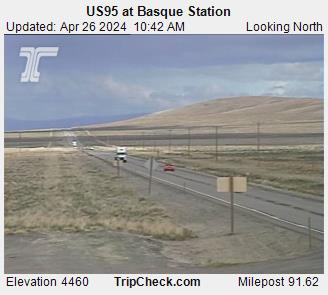 US95 at Basque Station
Updated: Apr 26 2024 10:42 AM Looking North
Elevation 4460 TripCheck.com Milepost 91.62